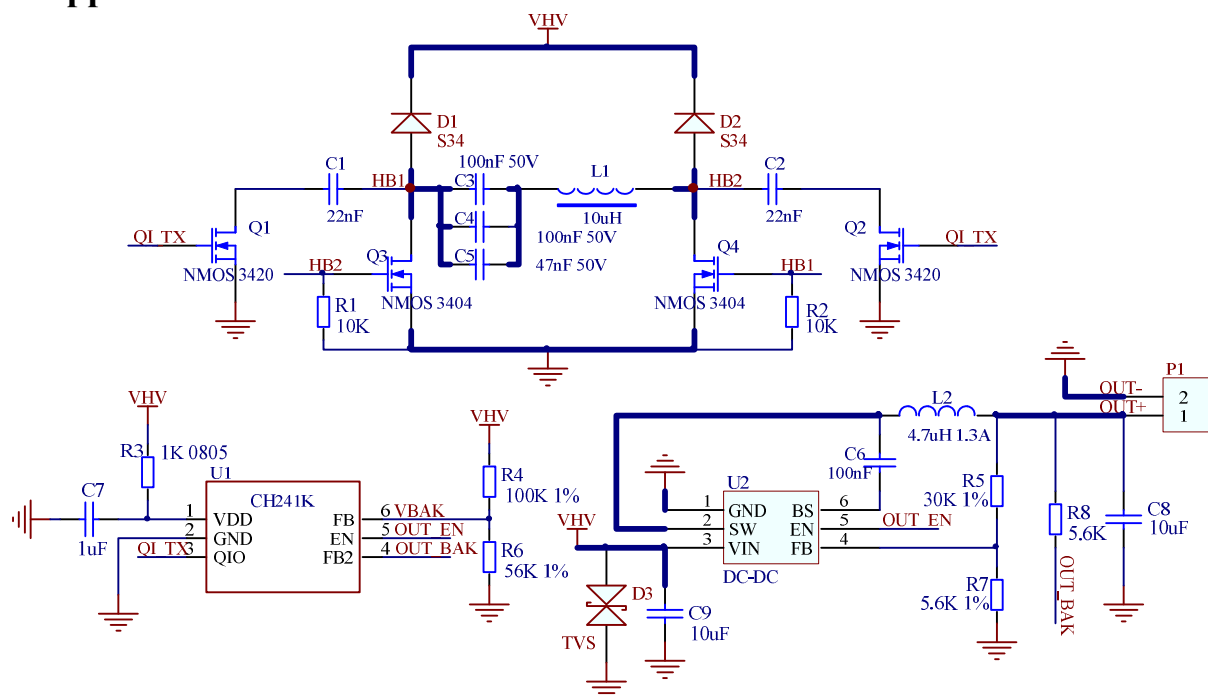 VHV
D1
S34
D2
S34
C1
22nF
HB1
100nF 50V
C3
C4
C5
L1
10uH
100nF 50V
47nF 50V
HB2
C2
22nF
QI_TX
Q1
NMOS 3420
HB2
Q3
NMOS 3404
R1
10K
Q4
NMOS 3404
HB1
R2
10K
Q2
NMOS 3420
QI_TX
VHV
R3
1K 0805
C7
1uF
U1
CH241K
1 VDD
2 GND
3 QIO
QI_TX
FB 6 VBAK
EN 5 OUT_EN
FB2 4 OUT_BAK
VHV
R4
100K 1%
R6
56K 1%
VHV
D3
TVS
C9
10uF
U2
1 GND
2 SW
3 VIN
BS 6
EN 5
FB 4
DC-DC
OUT_EN
C6
100nF
L2
4.7uH 1.3A
R5
30K 1%
R7
5.6K 1%
R8
5.6K
OUT_BAK
C8
10uF
OUT-
OUT+
P1
2
1